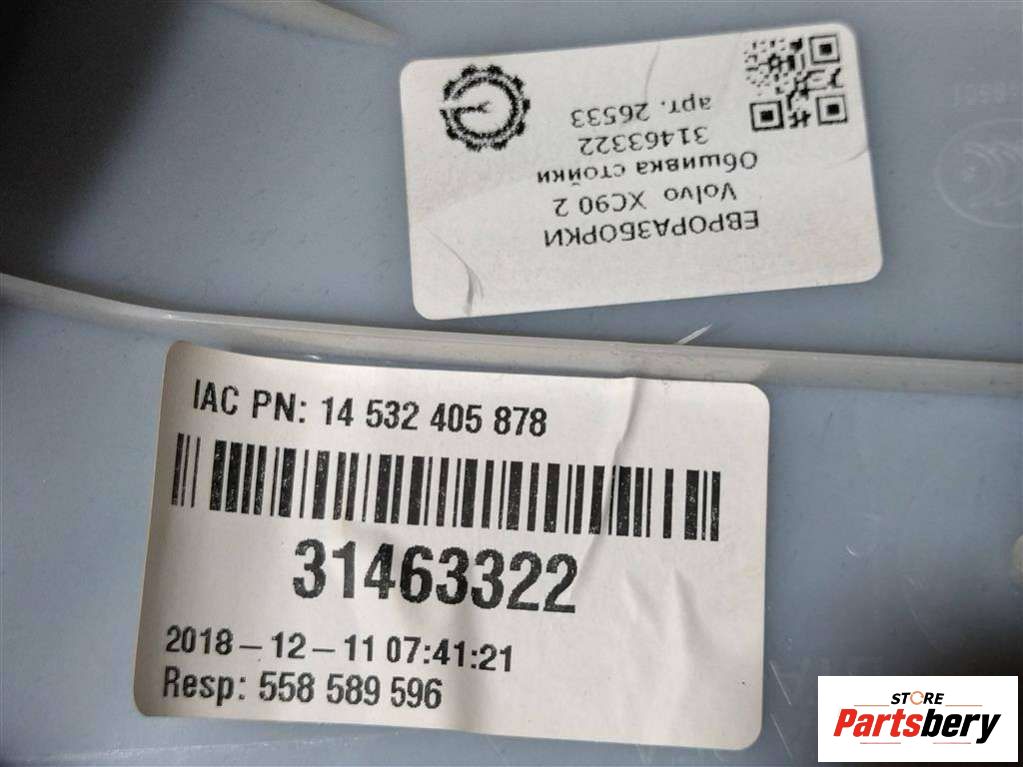 ЕВРОРАЗБОРКИ
Volvo XC90 2
Обшивка стойки
31463322
арт. 26533
IAC PN: 14 532 405 878
31463322
2018-12-11 07:41:21
Resp: 558 589 596
STORE
Partsbery